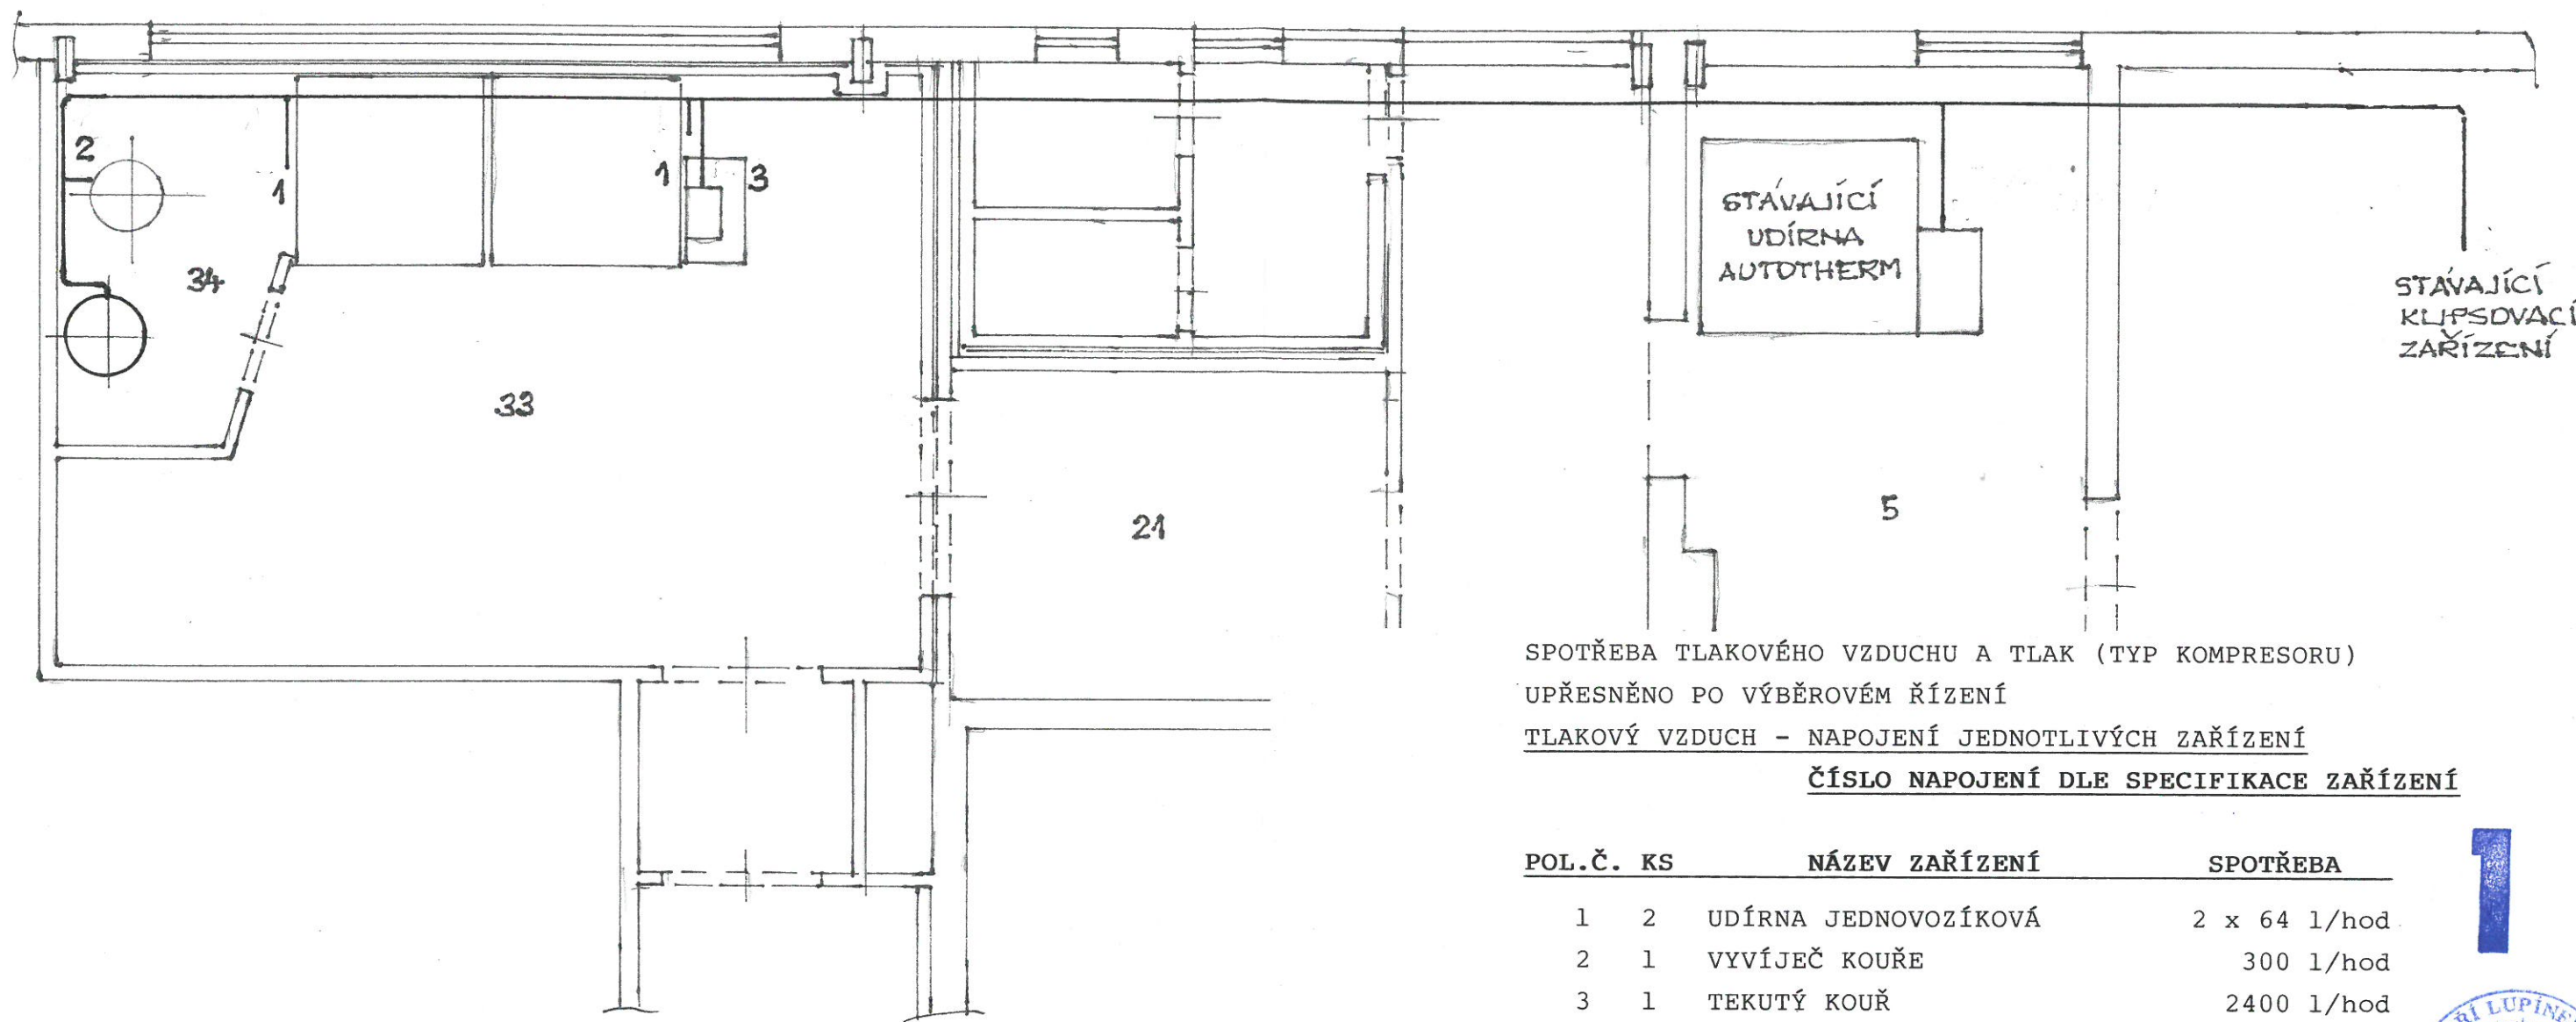 2
1
34
33
1
3
21
STÁVAJÍCÍ
UDÍRNA
AUTOTHERM
5
STÁVAJÍCÍ
KLIPSOVACÍ
ZAŘÍZENÍ
SPOTŘEBA TLAKOVÉHO VZDUCHU A TLAK (TYP KOMPRESORU)
UPŘESNĚNO PO VÝBĚROVÉM ŘÍZENÍ
TLAKOVÝ VZDUCH - NAPOJENÍ JEDNOTLIVÝCH ZAŘÍZENÍ
ČÍSLO NAPOJENÍ DLE SPECIFIKACE ZAŘÍZENÍ
POL.Č. KS NÁZEV ZAŘÍZENÍ SPOTŘEBA
1 2 UDÍRNA JEDNOVOZÍKOVÁ 2 x 64 l/hod
2 1 VYVÍJEČ KOUŘE 300 l/hod
3 1 TEKUTÝ KOUŘ 2400 l/hod
1